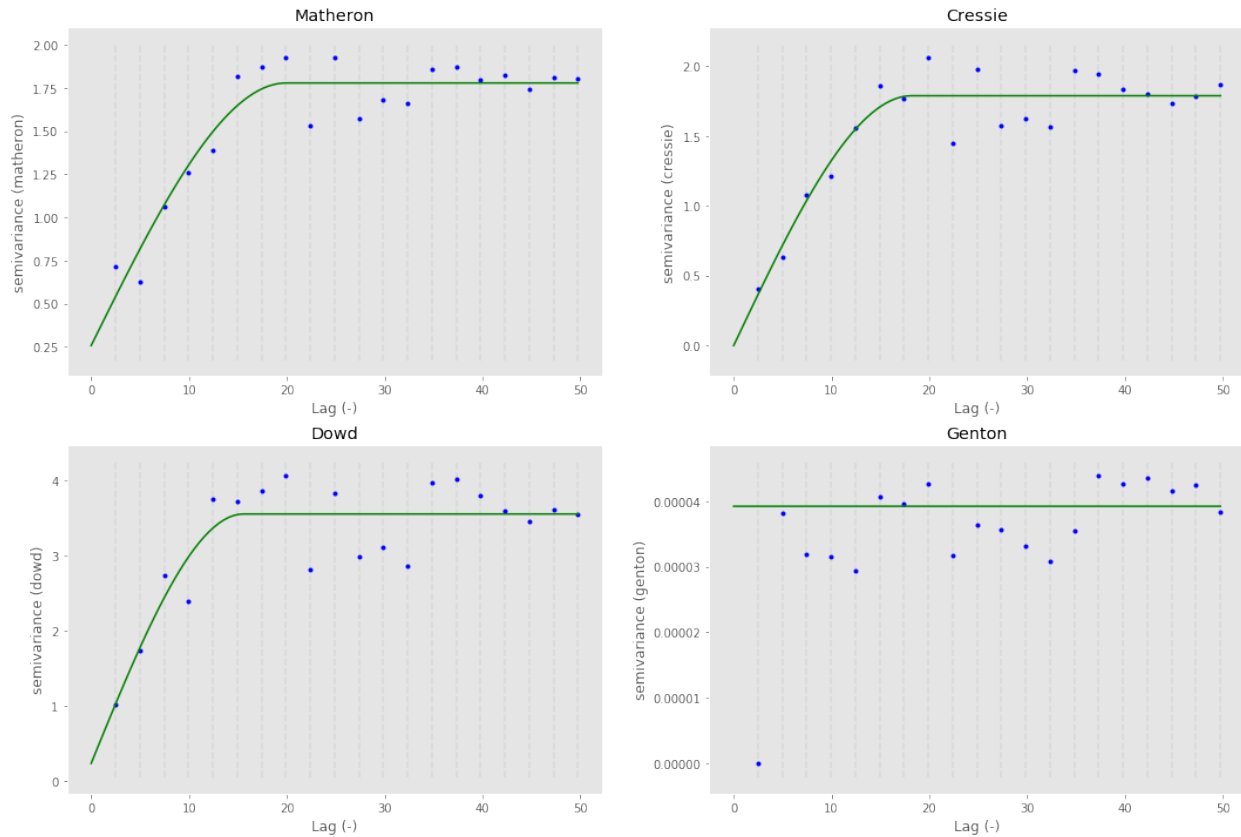 Matheron
2.00
1.75
1.50
1.25
1.00
0.75
0.50
0.25
semivariance (matheron)
0 10 20 30 40 50
Lag (-)
Cressie
2.0
1.5
1.0
0.5
0.0
semivariance (cressie)
0 10 20 30 40 50
Lag (-)
Dowd
4
3
2
1
0
semivariance (dowd)
0 10 20 30 40 50
Lag (-)
Genton
0.00004
0.00003
0.00002
0.00001
0.00000
semivariance (genton)
0 10 20 30 40 50
Lag (-)